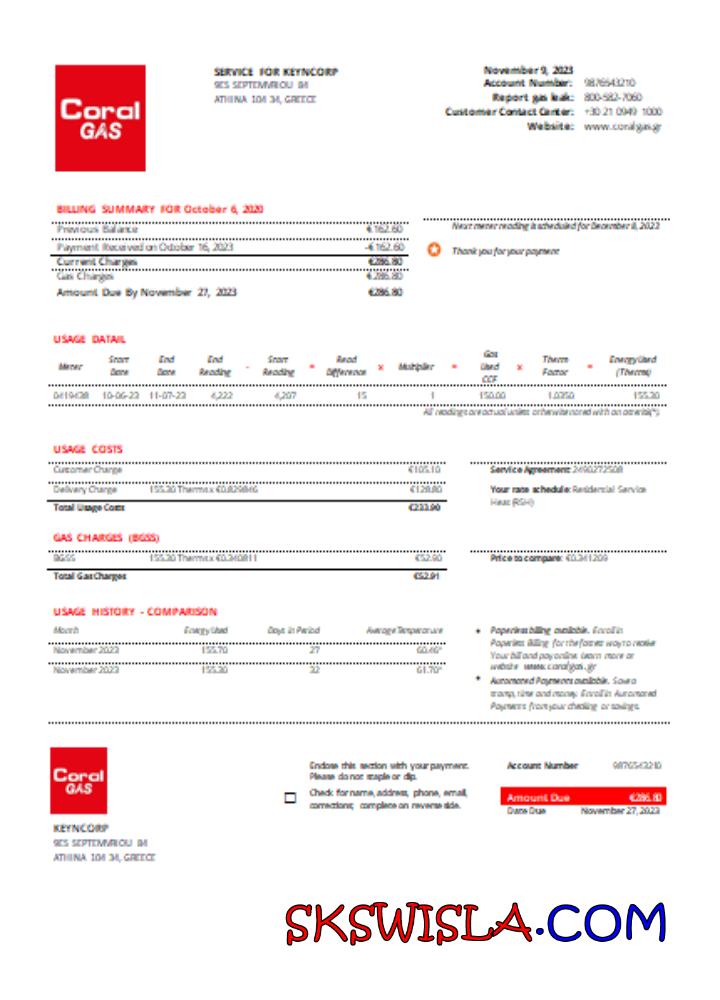 Coral
GAS
SERVICE FOR KEYNCORP
9ES SEPTEMVRIOU 84
ATHINA 104 34, GREECE
November 9, 2023
Account Number: 9876543210
Report gas leak: 800-582-7060
Customer Contact Canter: +30 21 0949 1000
Website: www.coralgas.gr
BILLING SUMMARY FOR October 6, 2020
Previous Balance €162.60
Payment Received on October 16, 2023 -€162.60
Current Charges €286.80
Gas Charges €286.80
Amount Due By November 27, 2023 €286.80
Next meter reading is scheduled for December 8, 2023
Thank you for your payment
USAGE DATAIL
Meter Start Date End Date End Reading - Start Reading = Read Difference x Multiplier = Gas Used CCF x Therm Factor = Energy Used (Therms)
0419438 10-06-23 11-07-23 4,222 4,207 15 1 150.00 1.0350 155.30
All readings are actual unless otherwise noted with an asterisk(*).
USAGE COSTS
Customer Charge €105.10
Delivery Charge 155.30 Therms x €0.829846 €128.80
Total Usage Costs €233.90
Service Agreement: 2490272508
Your rate schedule: Residential Service
Heat (RSH)
GAS CHARGES (BGSS)
BGSS 155.30 Therms x €0.340811 €52.90
Total Gas Charges €52.91
Price to compare: €0.341209
USAGE HISTORY - COMPARISON
Month Energy Used Days in Period Average Temperature
November 2023 155.70 27 60.46°
November 2023 155.30 32 61.70°
• Paperless billing available. Enroll in
Paperless Billing for the fastest way to receive
Your bill and pay online. Learn more at
website www.coralgas.gr
* Automated Payments available. Save a
stamp, time and money. Enroll in Automated
Payments from your checking or savings.
Coral
GAS
KEYNCORP
9ES SEPTEMVRIOU 84
ATHINA 104 34, GREECE
Endose this section with your payment.
Please do not staple or dip.
Check for name, address, phone, email,
corrections; complete on reverse side.
Account Number 9876543210
Amount Due €286.80
Date Due November 27, 2023
SKSWISLA.COM